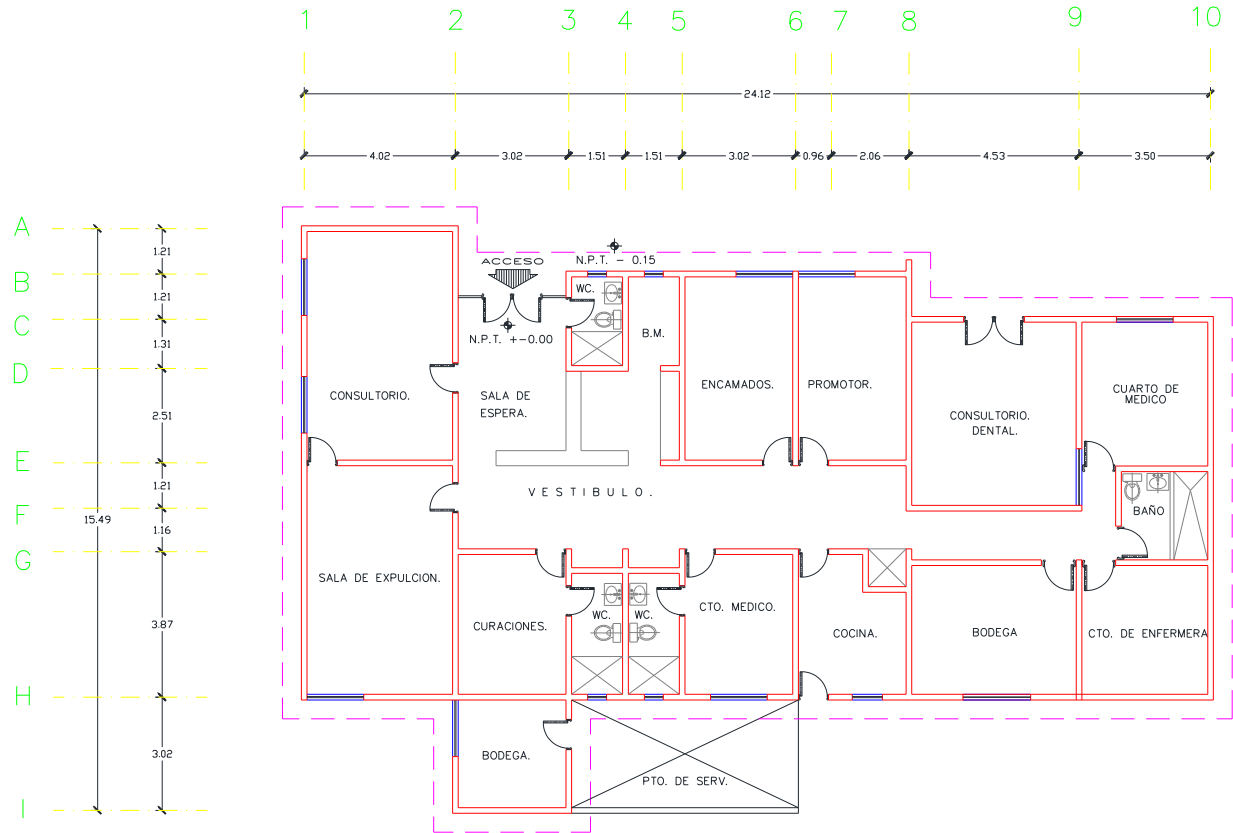 1 2 3 4 5 6 7 8 9 10
24.12
4.02 3.02 1.51 1.51 3.02 0.96 2.06 4.53 3.50
A
B
C
D
E
F
G
H
I
1.21
1.21
1.31
2.51
1.21
1.16
3.87
3.02
15.49
ACCESO
N.P.T. - 0.15
WC.
N.P.T. +-0.00
B.M.
CONSULTORIO.
SALA DE
ESPERA.
ENCAMADOS.
PROMOTOR.
CONSULTORIO.
DENTAL.
CUARTO DE
MEDICO
VESTIBULO.
BAÑO
SALA DE EXPULCION.
CURACIONES.
WC.
WC.
CTO. MEDICO.
COCINA.
BODEGA
CTO. DE ENFERMERA
BODEGA.
PTO. DE SERV.